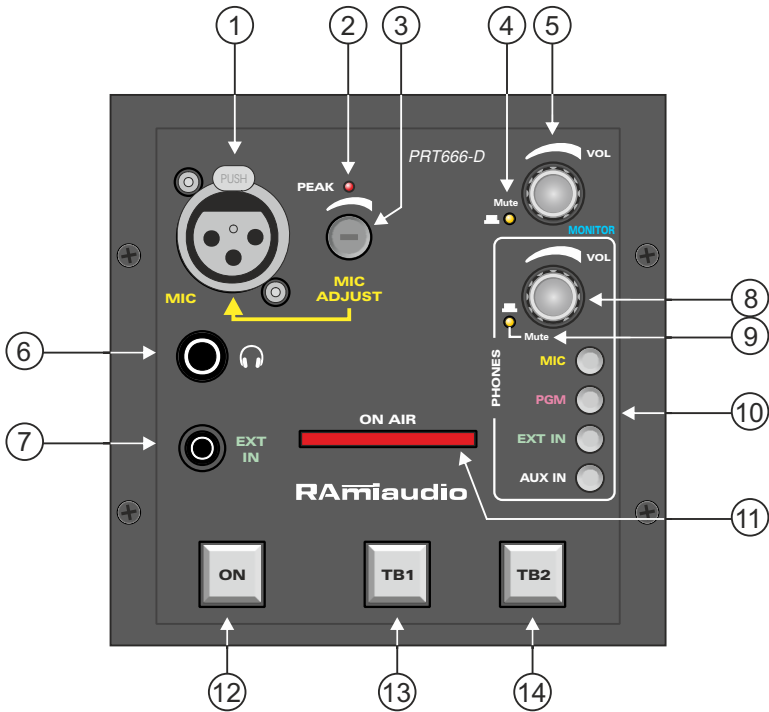 1
2
3
4
5
PUSH
PRT666-D
VOL
PEAK
Mute
MONITOR
MIC
MIC
ADJUST
VOL
8
Mute
9
6
PHONES
MIC
PGM
10
7
EXT
IN
ON AIR
EXT IN
AUX IN
RAmiaudio
11
ON
TB1
TB2
12
13
14